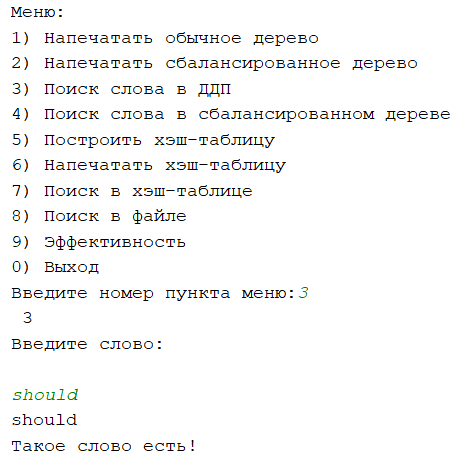 Меню:
1) Напечатать обычное дерево
2) Напечатать сбалансированное дерево
3) Поиск слова в ДДП
4) Поиск слова в сбалансированном дереве
5) Построить хэш-таблицу
6) Напечатать хэш-таблицу
7) Поиск в хэш-таблице
8) Поиск в файле
9) Эффективность
0) Выход
Введите номер пункта меню:3
3
Введите слово:
should
should
Такое слово есть!